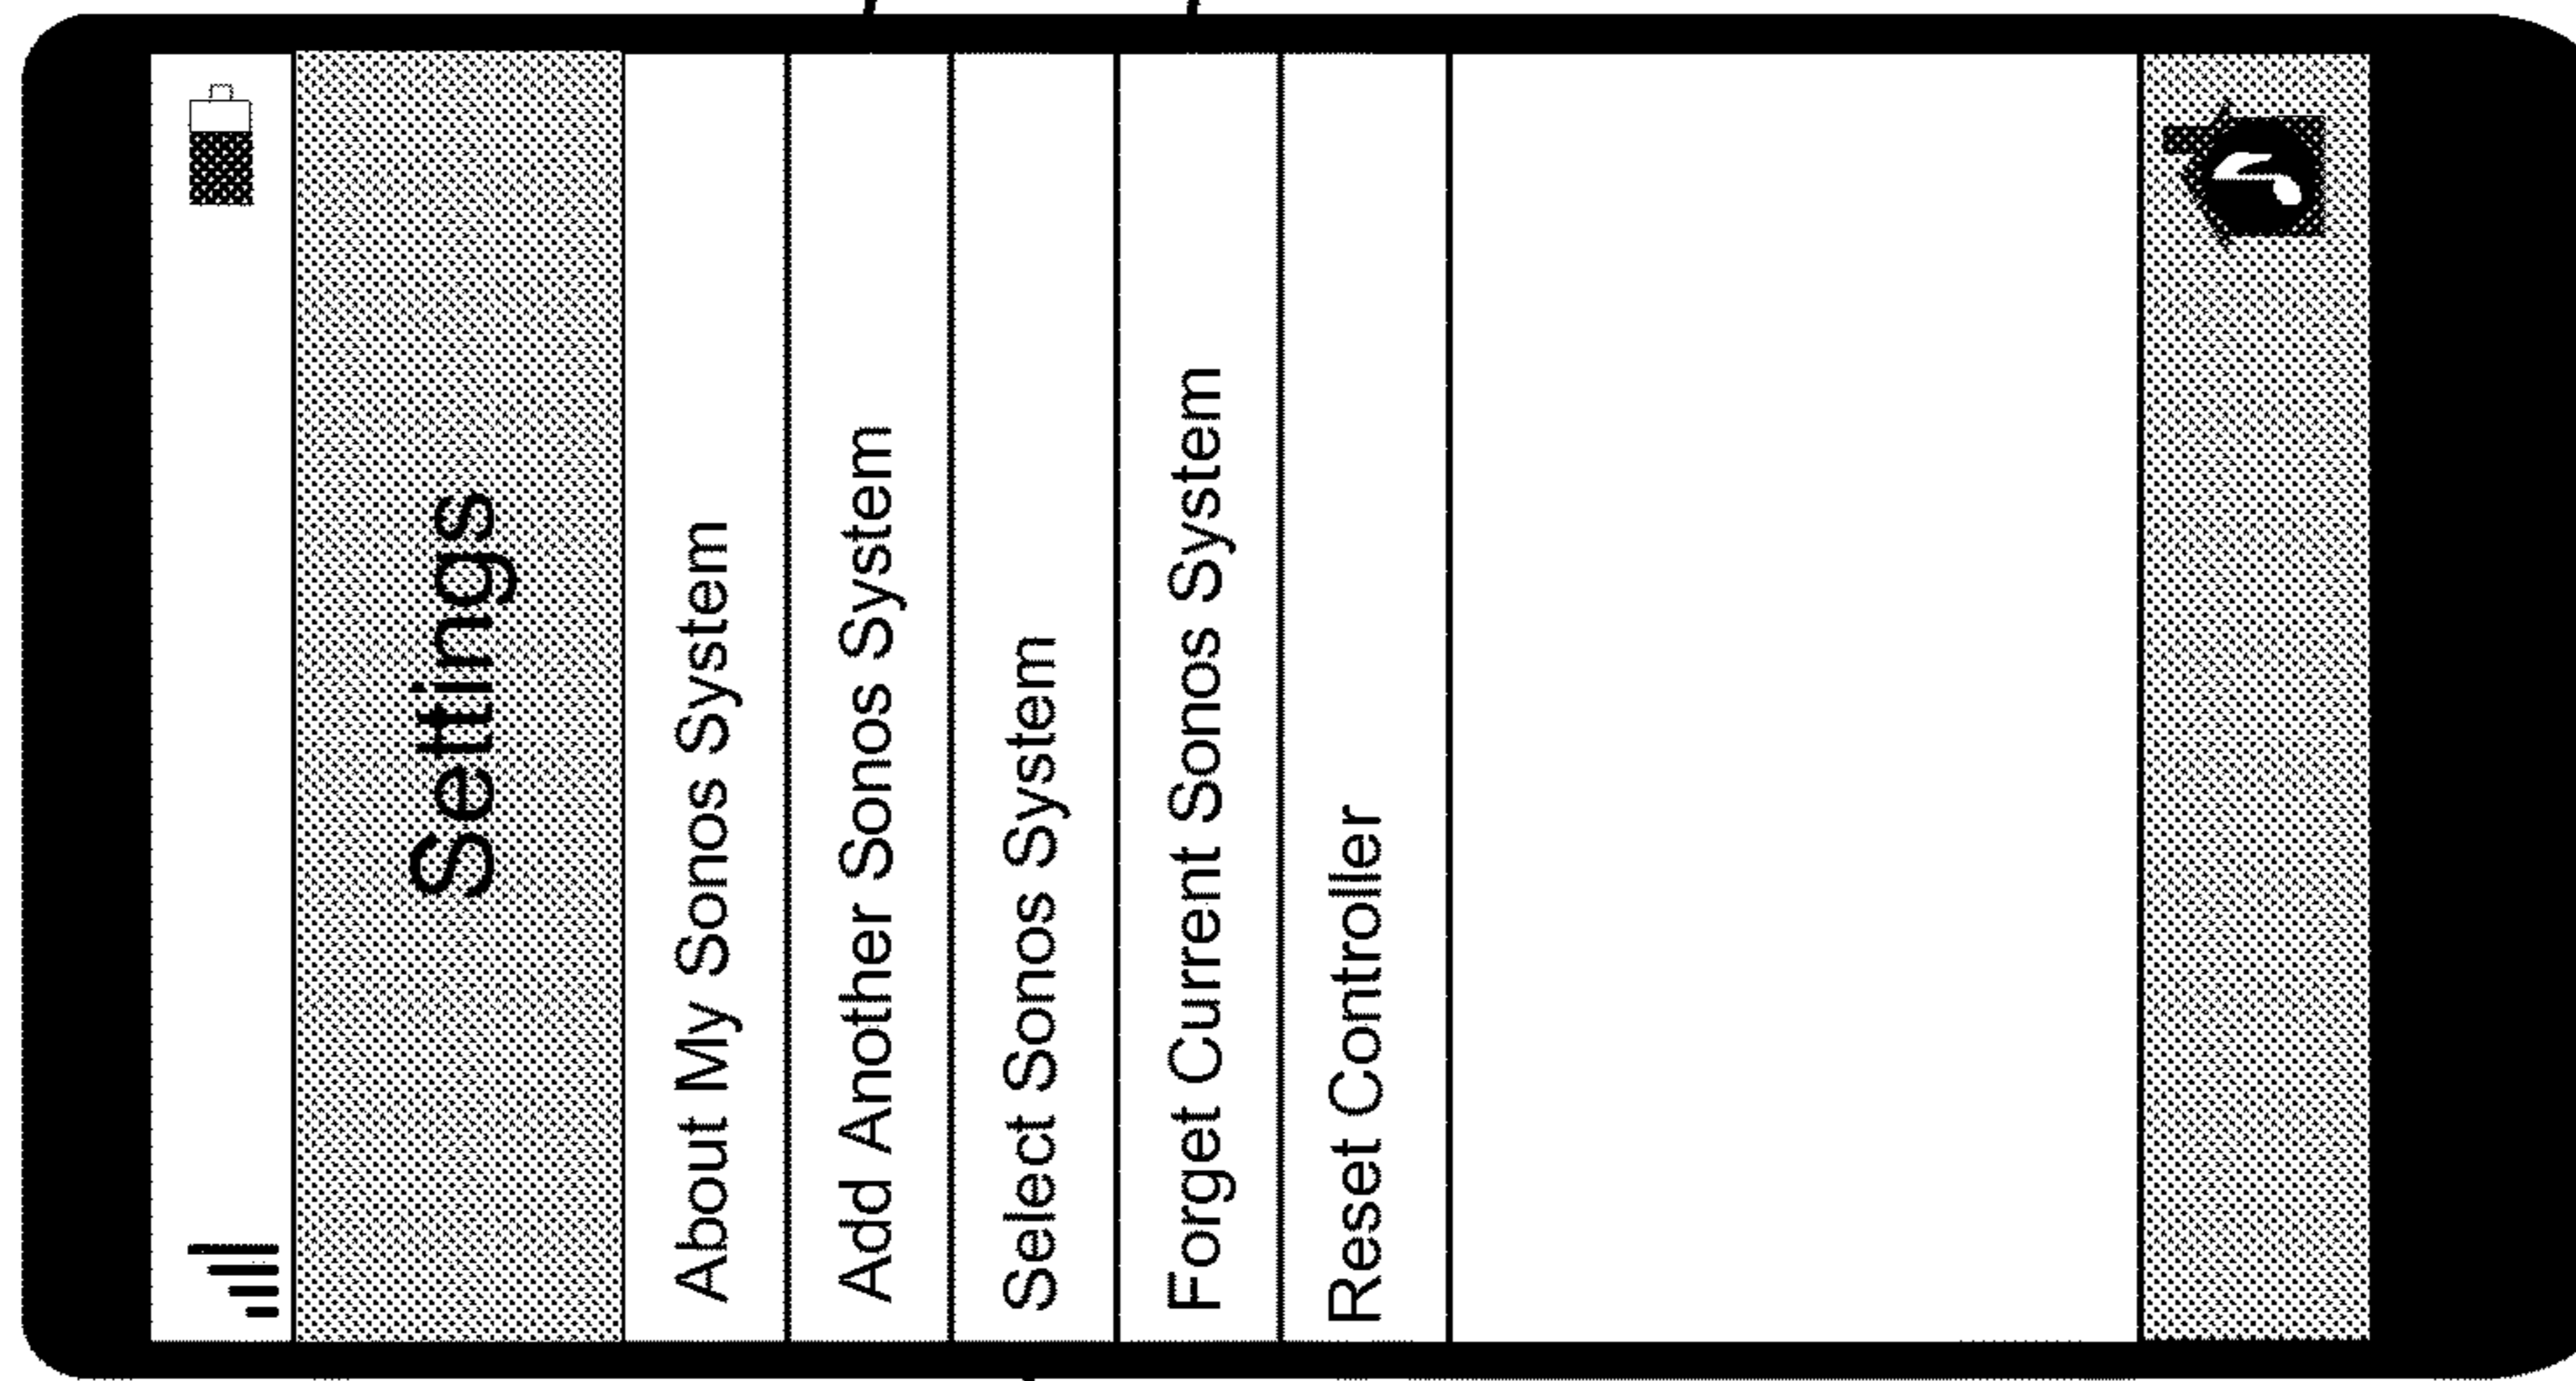 Settings
About My Sonos System
Add Another Sonos System
Select Sonos System
Forget Current Sonos System
Reset Controller